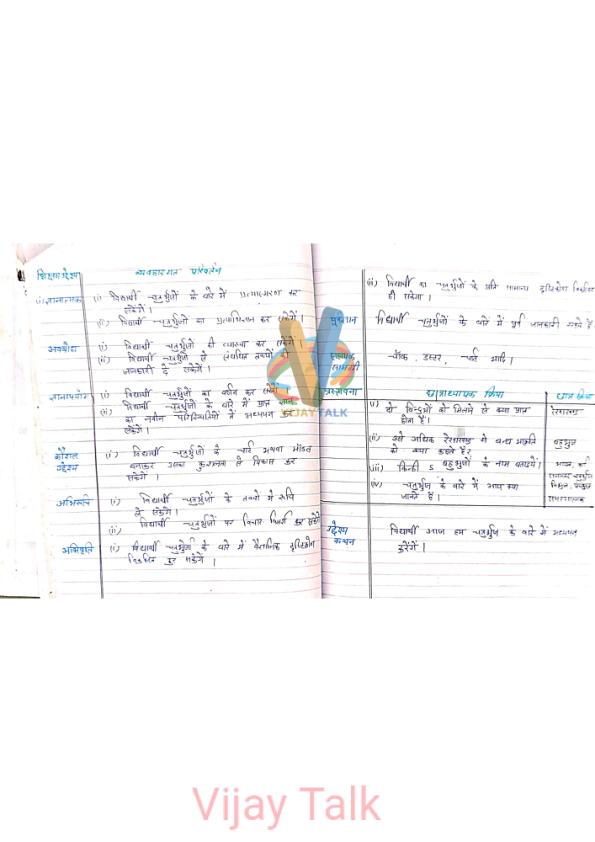 शिक्षण उद्देश्य व्यवहारगत परिवर्तन
ज्ञानात्मक (i) विद्यार्थी चतुर्भुजों के बारे में प्रत्यास्मरण कर
सकेंगे।
(ii) विद्यार्थी चतुर्भुजों का प्रत्यभिज्ञान कर सकेंगे।
अवबोध (i) विद्यार्थी चतुर्भुजों की व्याख्या कर सकेंगे।
(ii) विद्यार्थी चतुर्भुजों से संबंधित तथ्यों की
जानकारी दे सकेंगे।
ज्ञानोपयोग (i) विद्यार्थी चतुर्भुजों का वर्णन कर सकेंगे
(ii) विद्यार्थी चतुर्भुजों के बारे में प्राप्त ज्ञान
का नवीन परिस्थितियों में अध्ययन कर
सकेंगे।
कौशल (i) विद्यार्थी चतुर्भुजों के चार्ट अथवा मॉडल
उद्देश्य बनाकर कुशलता से विकास कर
सकेंगे।
अभिरुचि (i) विद्यार्थी चतुर्भुजों के तथ्यों में रूचि
ले सकेंगे।
(ii) विद्यार्थी चतुर्भुजों पर विचार विमर्श कर सकेंगे
अभिवृत्ति (i) विद्यार्थी चतुर्भुजों के बारे में वैज्ञानिक दृष्टिकोण
विकसित कर सकेंगे।
(ii) विद्यार्थी का चतुर्भुजों के प्रति सामान्य दृष्टिकोण विकसित
हो सकेगा।
पूर्वज्ञान विद्यार्थी चतुर्भुजों के बारे में पूर्व जानकारी रखते हैं.
सहायक चॉक, डस्टर, चार्ट आदि।
सामग्री
प्रस्तावना छात्राध्यापक क्रिया छात्र क्रिया
(i) दो बिन्दुओं को मिलाने से क्या प्राप्त रेखाखण्ड
होता है।
(ii) से अधिक रेखाखण्ड से बन्द आकृति बहुभुज
को क्या कहते हैं?
(iii) किन्हीं 5 बहुभुजों के नाम बताइये। आयत, वर्ग
समान्तर चतुर्भुज
(iv) चतुर्भुज के बारे में आप क्या त्रिभुज, पंचभुज
जानते हैं। समस्यात्मक
उद्देश्य विद्यार्थी आज हम चतुर्भुज के बारे में अध्ययन
कथन करेंगे।
VIJAY TALK
Vijay Talk